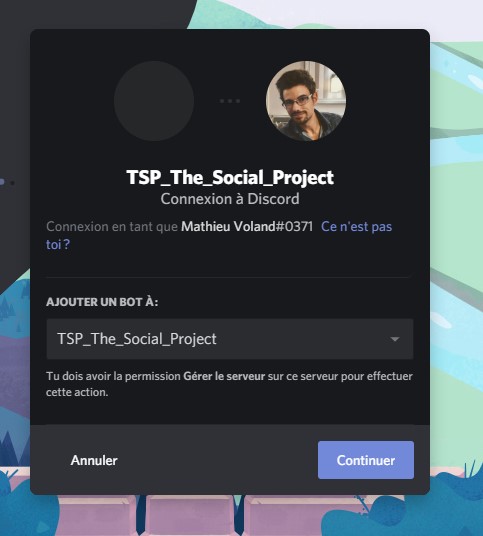 TSP_The_Social_Project
Connexion à Discord
Connexion en tant que Mathieu Voland#0371 Ce n'est pas
toi ?
AJOUTER UN BOT À :
TSP_The_Social_Project
Tu dois avoir la permission Gérer le serveur sur ce serveur pour effectuer
cette action.
Annuler
Continuer